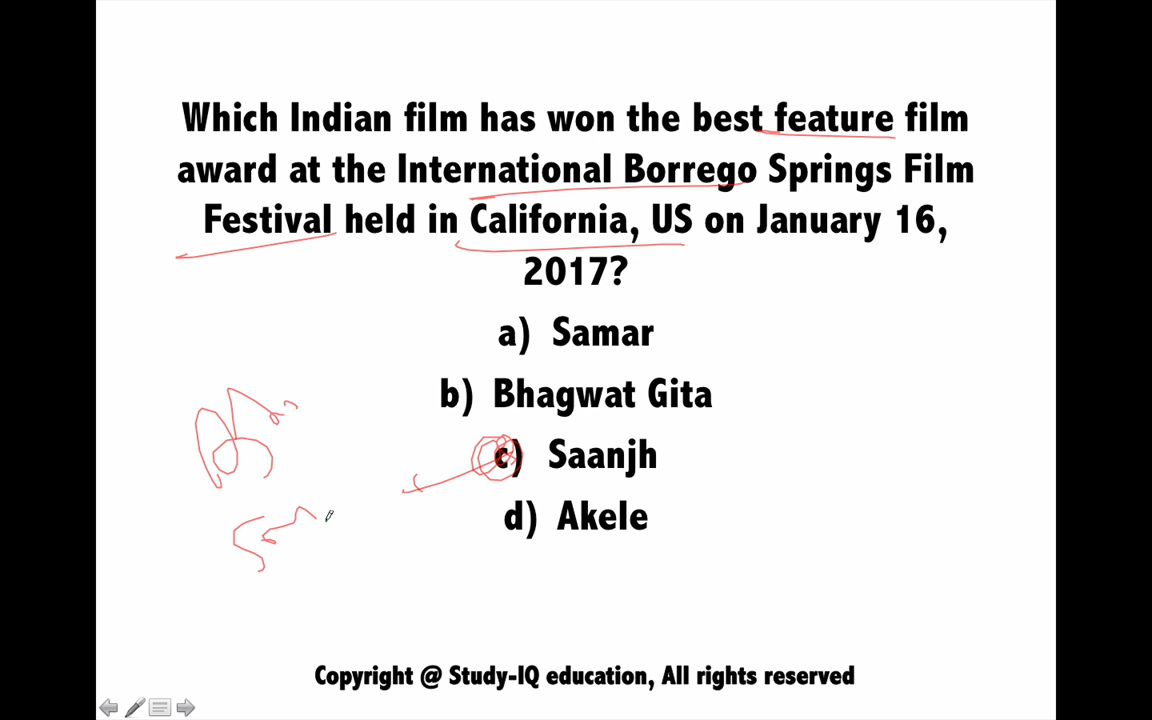 Which Indian film has won the best feature film
award at the International Borrego Springs Film
Festival held in California, US on January 16,
2017?
a) Samar
b) Bhagwat Gita
c) Saanjh
d) Akele
Copyright @ Study-IQ education, All rights reserved